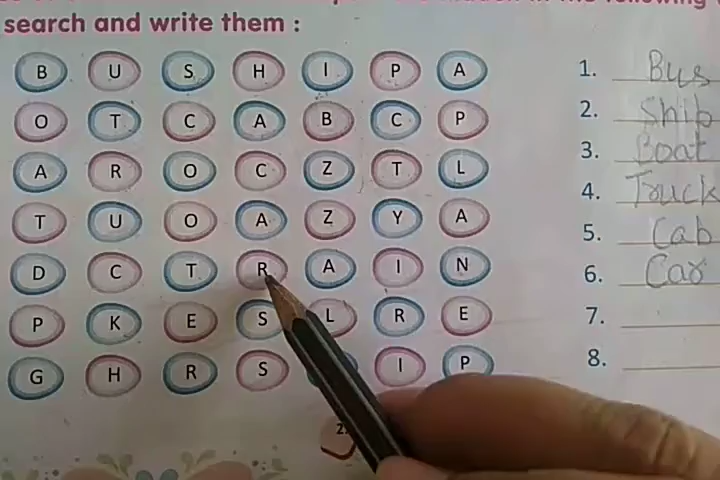 search and write them :
B U S H I P A
O T C A B C P
A R O C Z T L
T U O A Z Y A
D C T R A I N
P K E S L R E
G H R S I P
1. Bus
2. Ship
3. Boat
4. Truck
5. Cab
6. Car
7.
8.